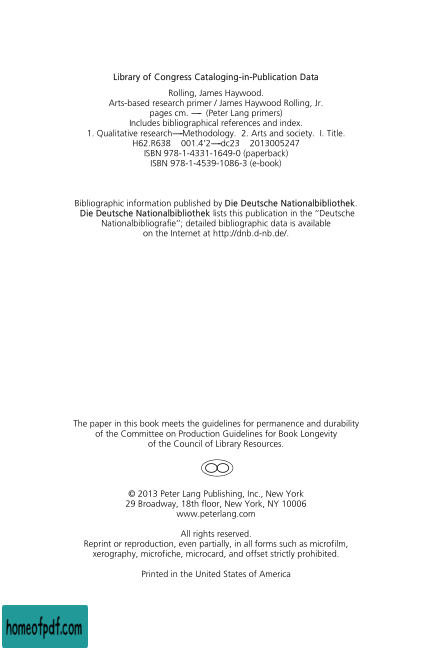 Library of Congress Cataloging-in-Publication Data
Rolling, James Haywood.
Arts-based research primer / James Haywood Rolling, Jr.
pages cm. — (Peter Lang primers)
Includes bibliographical references and index.
1. Qualitative research—Methodology. 2. Arts and society. I. Title.
H62.R638 001.4'2—dc23 2013005247
ISBN 978-1-4331-1649-0 (paperback)
ISBN 978-1-4539-1086-3 (e-book)
Bibliographic information published by Die Deutsche Nationalbibliothek.
Die Deutsche Nationalbibliothek lists this publication in the "Deutsche
Nationalbibliografie"; detailed bibliographic data is available
on the Internet at http://dnb.d-nb.de/.
The paper in this book meets the guidelines for permanence and durability
of the Committee on Production Guidelines for Book Longevity
of the Council of Library Resources.
© 2013 Peter Lang Publishing, Inc., New York
29 Broadway, 18th floor, New York, NY 10006
www.peterlang.com
All rights reserved.
Reprint or reproduction, even partially, in all forms such as microfilm,
xerography, microfiche, microcard, and offset strictly prohibited.
Printed in the United States of America
homeofpdf.com